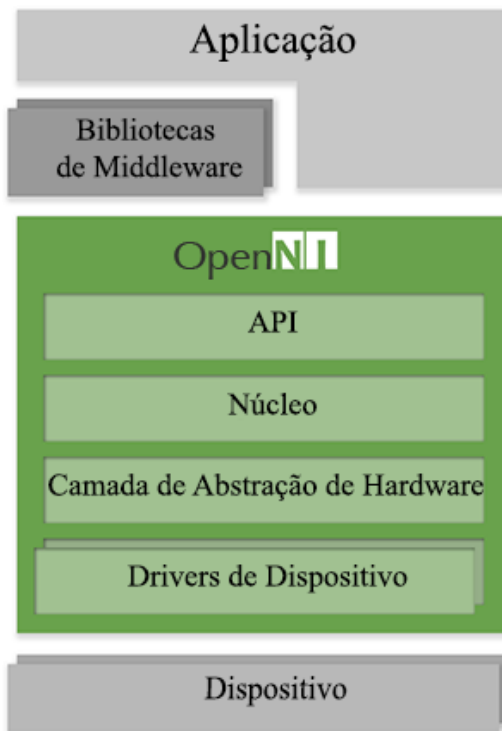 Aplicação
Bibliotecas
de Middleware
OpenNI
API
Núcleo
Camada de Abstração de Hardware
Drivers de Dispositivo
Dispositivo